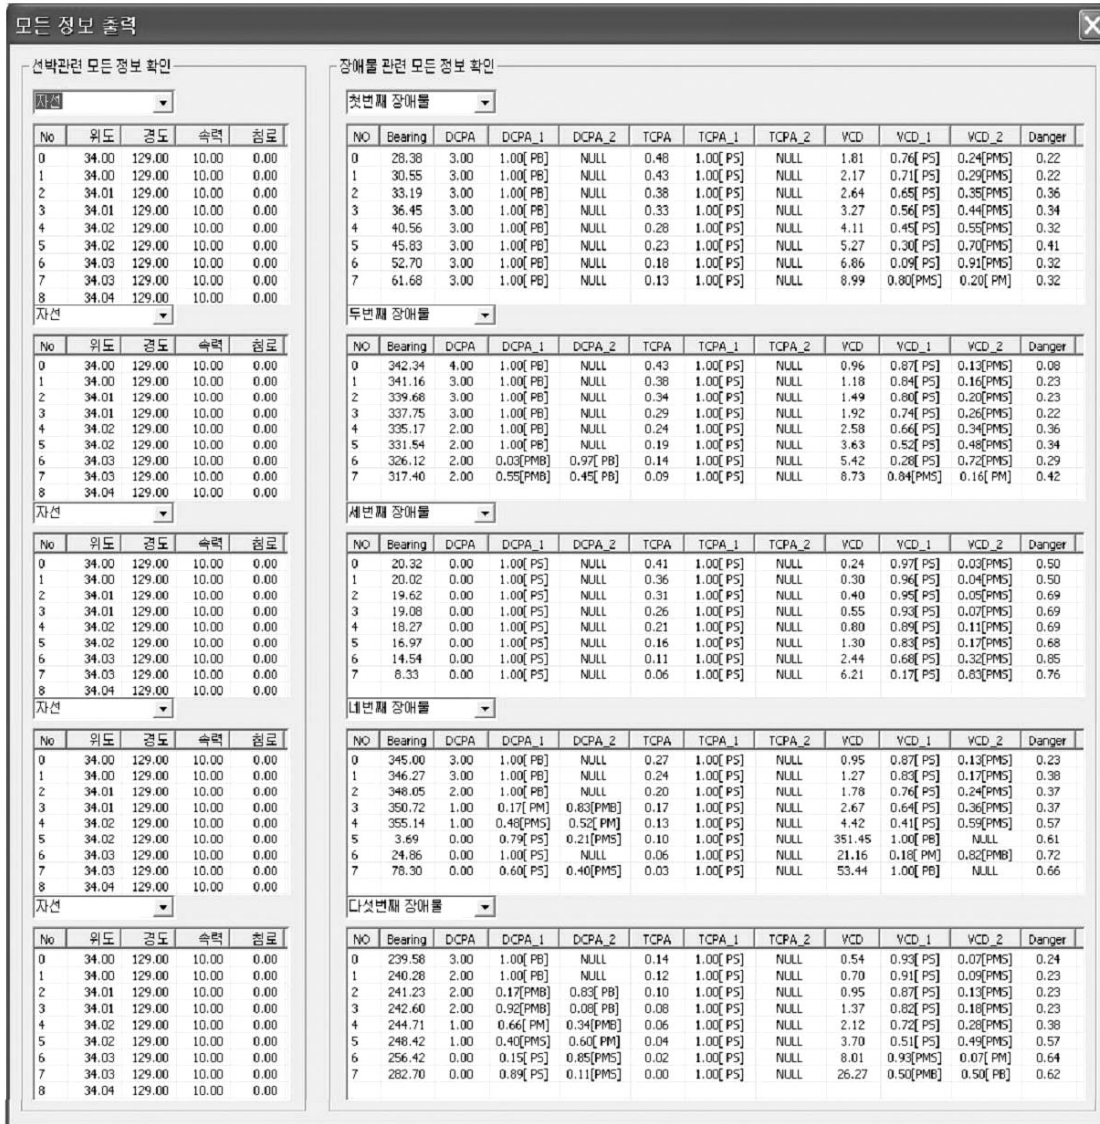 모든 정보 출력
선박관련 모든 정보 확인
자선
No 위도 경도 속력 침로
0 34.00 129.00 10.00 0.00
1 34.00 129.00 10.00 0.00
2 34.01 129.00 10.00 0.00
3 34.01 129.00 10.00 0.00
4 34.02 129.00 10.00 0.00
5 34.02 129.00 10.00 0.00
6 34.03 129.00 10.00 0.00
7 34.03 129.00 10.00 0.00
8 34.04 129.00 10.00 0.00
자선
No 위도 경도 속력 침로
0 34.00 129.00 10.00 0.00
1 34.00 129.00 10.00 0.00
2 34.01 129.00 10.00 0.00
3 34.01 129.00 10.00 0.00
4 34.02 129.00 10.00 0.00
5 34.02 129.00 10.00 0.00
6 34.03 129.00 10.00 0.00
7 34.03 129.00 10.00 0.00
8 34.04 129.00 10.00 0.00
자선
No 위도 경도 속력 침로
0 34.00 129.00 10.00 0.00
1 34.00 129.00 10.00 0.00
2 34.01 129.00 10.00 0.00
3 34.01 129.00 10.00 0.00
4 34.02 129.00 10.00 0.00
5 34.02 129.00 10.00 0.00
6 34.03 129.00 10.00 0.00
7 34.03 129.00 10.00 0.00
8 34.04 129.00 10.00 0.00
자선
No 위도 경도 속력 침로
0 34.00 129.00 10.00 0.00
1 34.00 129.00 10.00 0.00
2 34.01 129.00 10.00 0.00
3 34.01 129.00 10.00 0.00
4 34.02 129.00 10.00 0.00
5 34.02 129.00 10.00 0.00
6 34.03 129.00 10.00 0.00
7 34.03 129.00 10.00 0.00
8 34.04 129.00 10.00 0.00
자선
No 위도 경도 속력 침로
0 34.00 129.00 10.00 0.00
1 34.00 129.00 10.00 0.00
2 34.01 129.00 10.00 0.00
3 34.01 129.00 10.00 0.00
4 34.02 129.00 10.00 0.00
5 34.02 129.00 10.00 0.00
6 34.03 129.00 10.00 0.00
7 34.03 129.00 10.00 0.00
8 34.04 129.00 10.00 0.00
장애물 관련 모든 정보 확인
첫번째 장애물
NO Bearing DCPA DCPA_1 DCPA_2 TCPA TCPA_1 TCPA_2 VCD VCD_1 VCD_2 Danger
0 28.38 3.00 1.00[ PB] NULL 0.48 1.00[ PS] NULL 1.81 0.76[ PS] 0.24[PMS] 0.22
1 30.55 3.00 1.00[ PB] NULL 0.43 1.00[ PS] NULL 2.17 0.71[ PS] 0.29[PMS] 0.22
2 33.19 3.00 1.00[ PB] NULL 0.38 1.00[ PS] NULL 2.64 0.65[ PS] 0.35[PMS] 0.36
3 36.45 3.00 1.00[ PB] NULL 0.33 1.00[ PS] NULL 3.27 0.56[ PS] 0.44[PMS] 0.34
4 40.56 3.00 1.00[ PB] NULL 0.28 1.00[ PS] NULL 4.11 0.45[ PS] 0.55[PMS] 0.32
5 45.83 3.00 1.00[ PB] NULL 0.23 1.00[ PS] NULL 5.27 0.30[ PS] 0.70[PMS] 0.41
6 52.70 3.00 1.00[ PB] NULL 0.18 1.00[ PS] NULL 6.86 0.09[ PS] 0.91[PMS] 0.32
7 61.68 3.00 1.00[ PB] NULL 0.13 1.00[ PS] NULL 8.99 0.80[PMS] 0.20[ PM] 0.32
두번째 장애물
NO Bearing DCPA DCPA_1 DCPA_2 TCPA TCPA_1 TCPA_2 VCD VCD_1 VCD_2 Danger
0 342.34 4.00 1.00[ PB] NULL 0.43 1.00[ PS] NULL 0.96 0.87[ PS] 0.13[PMS] 0.08
1 341.16 3.00 1.00[ PB] NULL 0.38 1.00[ PS] NULL 1.18 0.84[ PS] 0.16[PMS] 0.23
2 339.68 3.00 1.00[ PB] NULL 0.34 1.00[ PS] NULL 1.49 0.80[ PS] 0.20[PMS] 0.23
3 337.75 3.00 1.00[ PB] NULL 0.29 1.00[ PS] NULL 1.92 0.74[ PS] 0.26[PMS] 0.22
4 335.17 2.00 1.00[ PB] NULL 0.24 1.00[ PS] NULL 2.58 0.66[ PS] 0.34[PMS] 0.36
5 331.54 2.00 1.00[ PB] NULL 0.19 1.00[ PS] NULL 3.63 0.52[ PS] 0.48[PMS] 0.34
6 326.12 2.00 0.03[PMB] 0.97[ PB] 0.14 1.00[ PS] NULL 5.42 0.28[ PS] 0.72[PMS] 0.29
7 317.40 2.00 0.55[PMB] 0.45[ PB] 0.09 1.00[ PS] NULL 8.73 0.84[PMS] 0.16[ PM] 0.42
세번째 장애물
NO Bearing DCPA DCPA_1 DCPA_2 TCPA TCPA_1 TCPA_2 VCD VCD_1 VCD_2 Danger
0 20.32 0.00 1.00[ PS] NULL 0.41 1.00[ PS] NULL 0.24 0.97[ PS] 0.03[PMS] 0.50
1 20.02 0.00 1.00[ PS] NULL 0.36 1.00[ PS] NULL 0.30 0.96[ PS] 0.04[PMS] 0.50
2 19.62 0.00 1.00[ PS] NULL 0.31 1.00[ PS] NULL 0.40 0.95[ PS] 0.05[PMS] 0.69
3 19.08 0.00 1.00[ PS] NULL 0.26 1.00[ PS] NULL 0.55 0.93[ PS] 0.07[PMS] 0.69
4 18.27 0.00 1.00[ PS] NULL 0.21 1.00[ PS] NULL 0.80 0.89[ PS] 0.11[PMS] 0.69
5 16.97 0.00 1.00[ PS] NULL 0.16 1.00[ PS] NULL 1.30 0.83[ PS] 0.17[PMS] 0.68
6 14.54 0.00 1.00[ PS] NULL 0.11 1.00[ PS] NULL 2.44 0.68[ PS] 0.32[PMS] 0.85
7 8.33 0.00 1.00[ PS] NULL 0.06 1.00[ PS] NULL 6.21 0.17[ PS] 0.83[PMS] 0.76
네번째 장애물
NO Bearing DCPA DCPA_1 DCPA_2 TCPA TCPA_1 TCPA_2 VCD VCD_1 VCD_2 Danger
0 345.00 3.00 1.00[ PB] NULL 0.27 1.00[ PS] NULL 0.95 0.87[ PS] 0.13[PMS] 0.23
1 346.27 3.00 1.00[ PB] NULL 0.24 1.00[ PS] NULL 1.27 0.83[ PS] 0.17[PMS] 0.38
2 348.05 2.00 1.00[ PB] NULL 0.20 1.00[ PS] NULL 1.78 0.76[ PS] 0.24[PMS] 0.37
3 350.72 1.00 0.17[ PM] 0.83[PMB] 0.17 1.00[ PS] NULL 2.67 0.64[ PS] 0.36[PMS] 0.37
4 355.14 1.00 0.48[PMS] 0.52[ PM] 0.13 1.00[ PS] NULL 4.42 0.41[ PS] 0.59[PMS] 0.57
5 3.69 0.00 0.79[ PS] 0.21[PMS] 0.10 1.00[ PS] NULL 351.45 1.00[ PB] NULL 0.61
6 24.86 0.00 1.00[ PS] NULL 0.06 1.00[ PS] NULL 21.16 0.18[ PM] 0.82[PMB] 0.72
7 78.30 0.00 0.60[ PS] 0.40[PMS] 0.03 1.00[ PS] NULL 53.44 1.00[ PB] NULL 0.66
다섯번째 장애물
NO Bearing DCPA DCPA_1 DCPA_2 TCPA TCPA_1 TCPA_2 VCD VCD_1 VCD_2 Danger
0 239.58 3.00 1.00[ PB] NULL 0.14 1.00[ PS] NULL 0.54 0.93[ PS] 0.07[PMS] 0.24
1 240.28 2.00 1.00[ PB] NULL 0.12 1.00[ PS] NULL 0.70 0.91[ PS] 0.09[PMS] 0.23
2 241.23 2.00 0.17[PMB] 0.83[ PB] 0.10 1.00[ PS] NULL 0.95 0.87[ PS] 0.13[PMS] 0.23
3 242.60 2.00 0.92[PMB] 0.08[ PB] 0.08 1.00[ PS] NULL 1.37 0.82[ PS] 0.18[PMS] 0.23
4 244.71 1.00 0.66[ PM] 0.34[PMB] 0.06 1.00[ PS] NULL 2.12 0.72[ PS] 0.28[PMS] 0.38
5 248.42 1.00 0.40[PMS] 0.60[ PM] 0.04 1.00[ PS] NULL 3.70 0.51[ PS] 0.49[PMS] 0.57
6 256.42 0.00 0.15[ PS] 0.85[PMS] 0.02 1.00[ PS] NULL 8.01 0.93[PMS] 0.07[ PM] 0.64
7 282.70 0.00 0.89[ PS] 0.11[PMS] 0.00 1.00[ PS] NULL 26.27 0.50[PMB] 0.50[ PB] 0.62